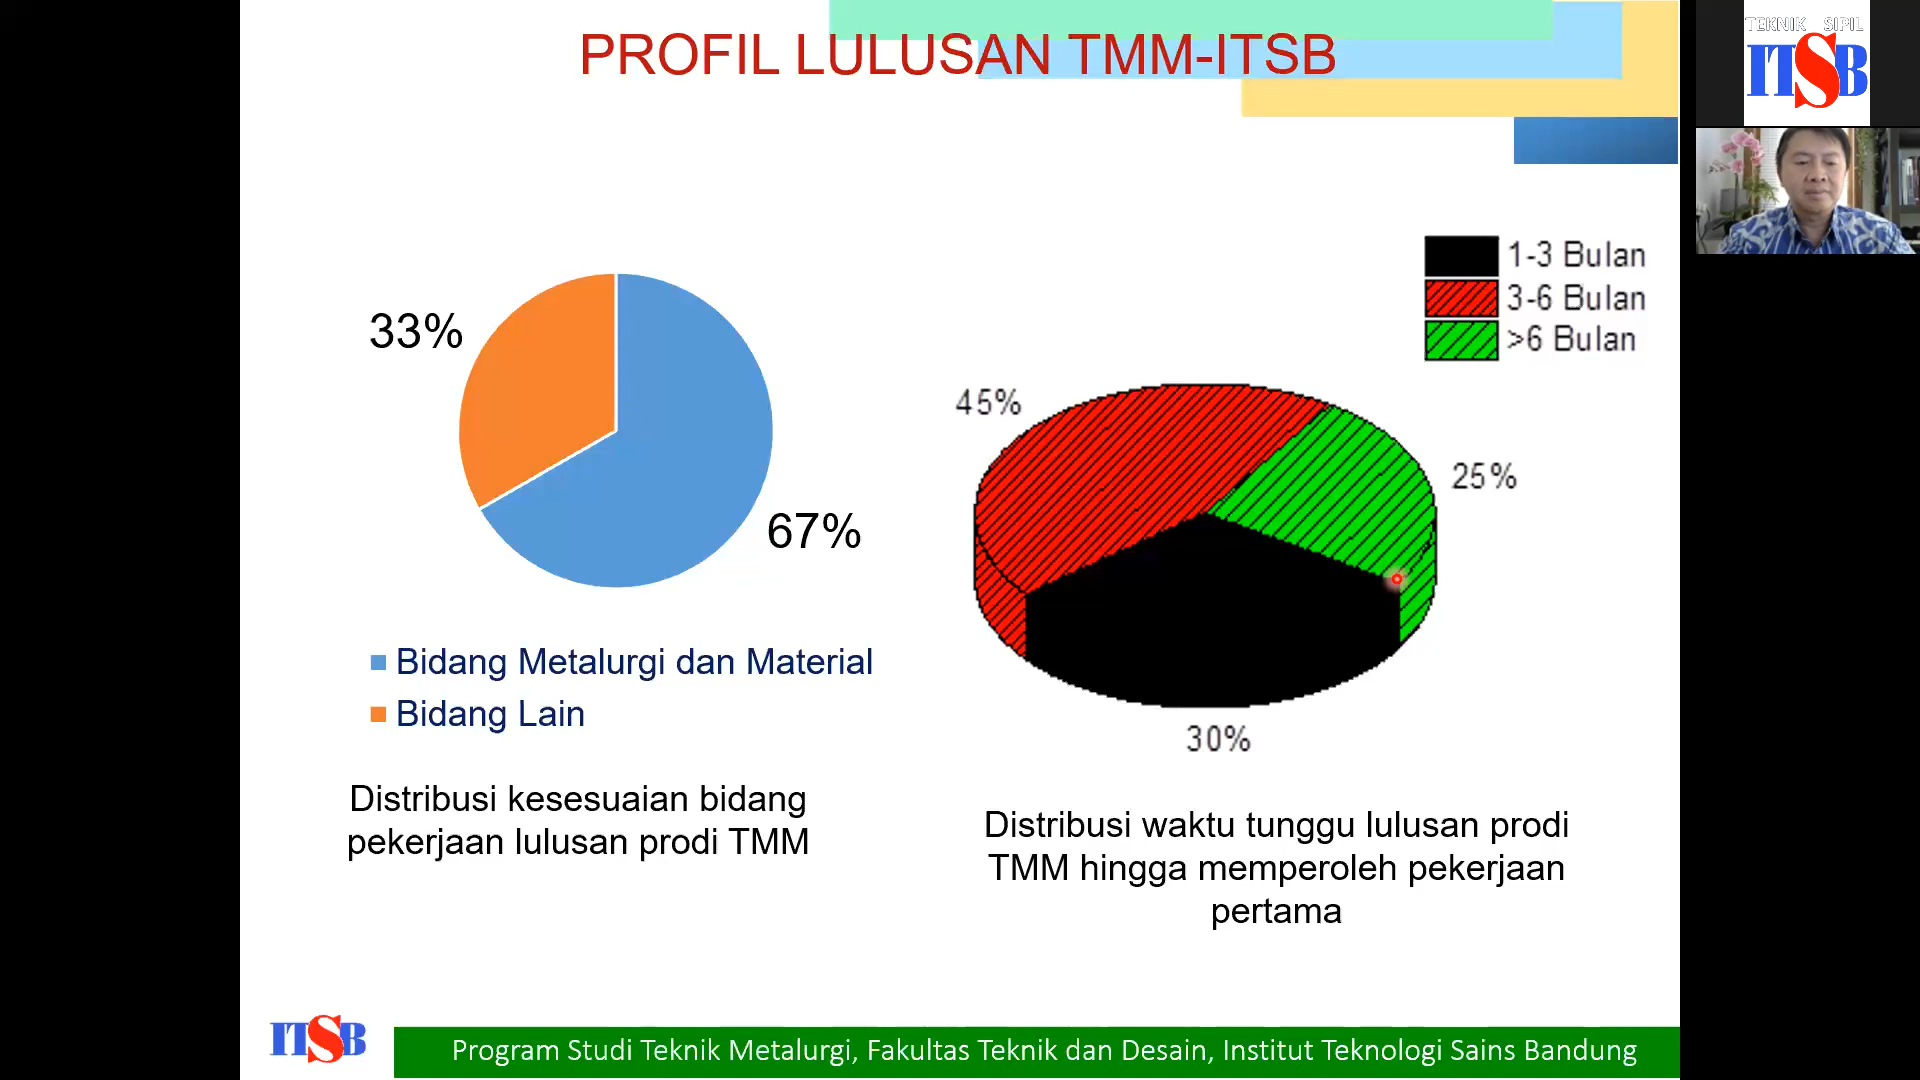 PROFIL LULUSAN TMM-ITSB
TEKNIK SIPIL
ITSB
33%
67%
Bidang Metalurgi dan Material
Bidang Lain
Distribusi kesesuaian bidang
pekerjaan lulusan prodi TMM
1-3 Bulan
3-6 Bulan
>6 Bulan
45%
25%
30%
Distribusi waktu tunggu lulusan prodi
TMM hingga memperoleh pekerjaan
pertama
ITSB
Program Studi Teknik Metalurgi, Fakultas Teknik dan Desain, Institut Teknologi Sains Bandung